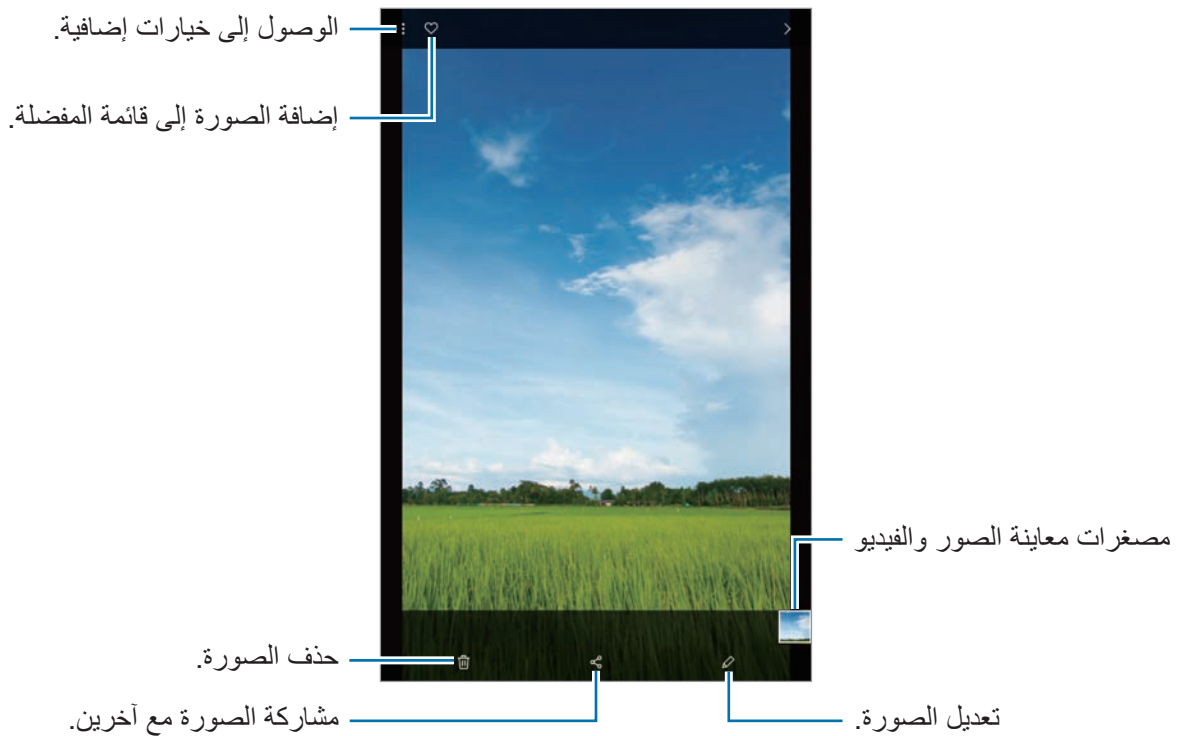 الوصول إلى خيارات إضافية.
إضافة الصورة إلى قائمة المفضلة.
مصغرات معاينة الصور والفيديو
حذف الصورة.
تعديل الصورة.
مشاركة الصورة مع آخرين.